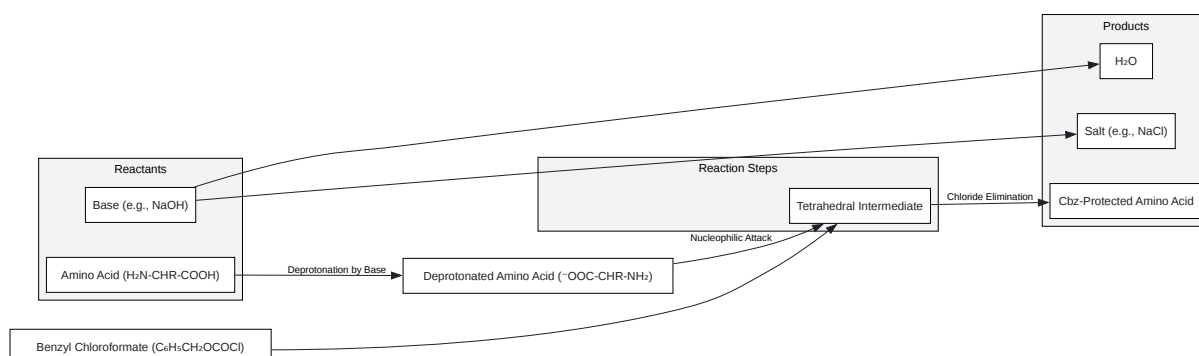 Products
H₂O
Salt (e.g., NaCl)
Reactants
Reaction Steps
Base (e.g., NaOH)
Tetrahedral Intermediate
Chloride Elimination
Cbz-Protected Amino Acid
Nucleophilic Attack
Amino Acid (H₂N-CHR-COOH)
Deprotonation by Base
Deprotonated Amino Acid (⁻OOC-CHR-NH₂)
Benzyl Chloroformate (C₆H₅CH₂OCOCl)